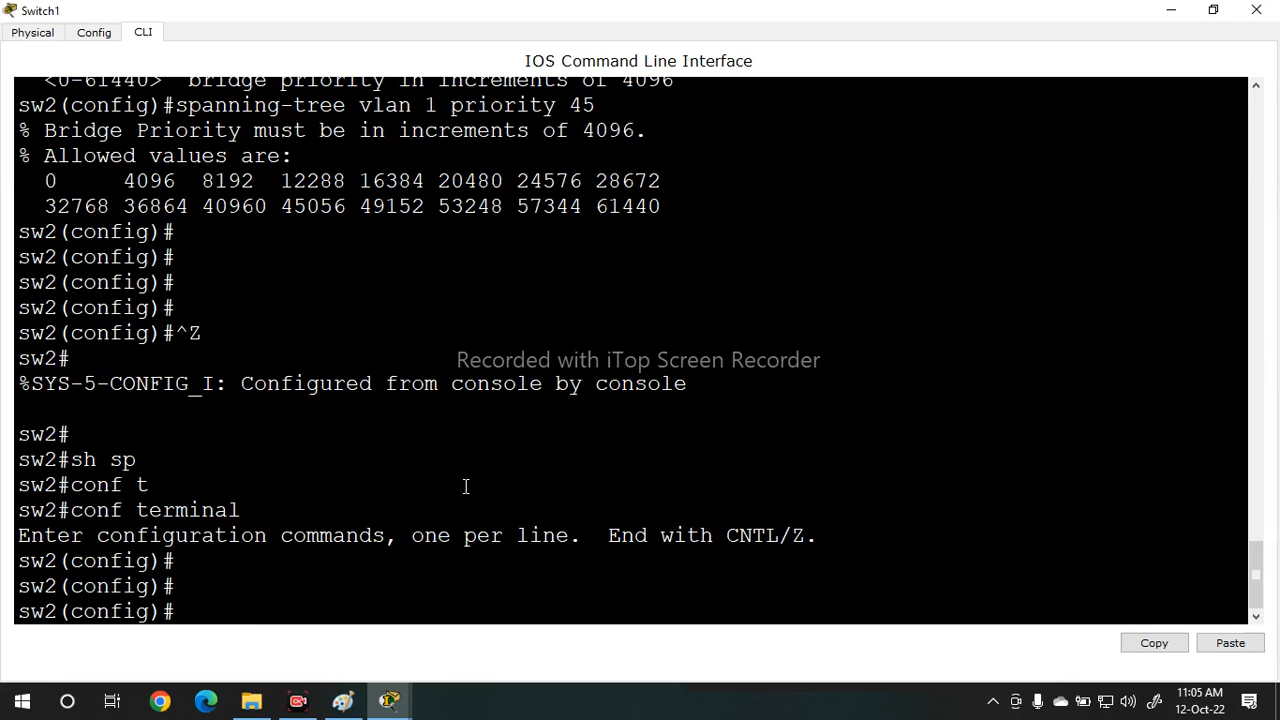 Switch1
Physical Config CLI
IOS Command Line Interface
<0-61440> bridge priority in increments of 4096
sw2(config)#spanning-tree vlan 1 priority 45
% Bridge Priority must be in increments of 4096.
% Allowed values are:
0 4096 8192 12288 16384 20480 24576 28672
32768 36864 40960 45056 49152 53248 57344 61440
sw2(config)#
sw2(config)#
sw2(config)#
sw2(config)#
sw2(config)#^Z
sw2#
Recorded with iTop Screen Recorder
%SYS-5-CONFIG_I: Configured from console by console
sw2#
sw2#sh sp
sw2#conf t
sw2#conf terminal
Enter configuration commands, one per line. End with CNTL/Z.
sw2(config)#
sw2(config)#
sw2(config)#
Copy Paste
11:05 AM
12-Oct-22